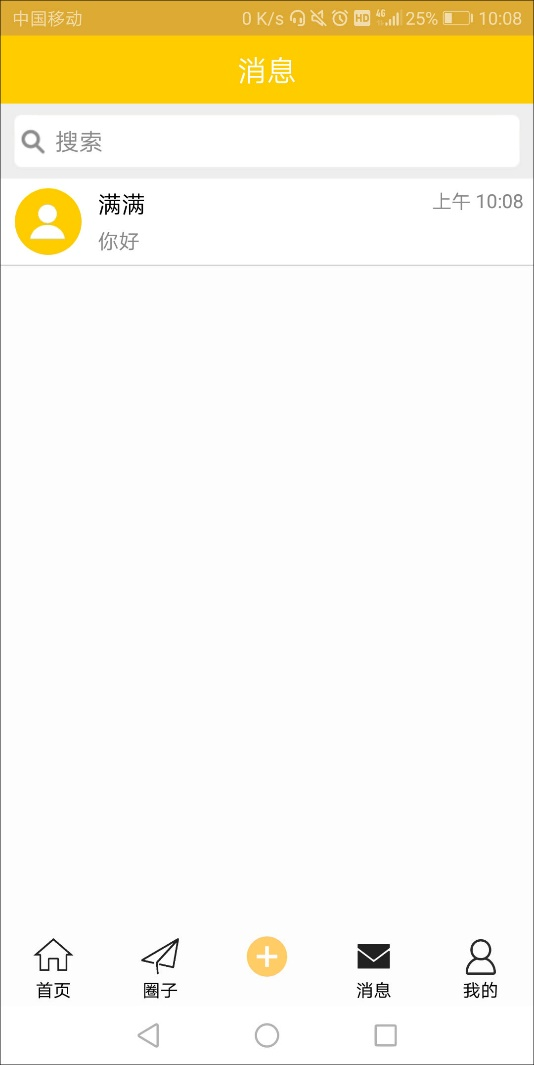 中国移动 0 K/s HD 4G 25% 10:08
消息
搜索
满满 上午 10:08
你好
首页 圈子 消息 我的